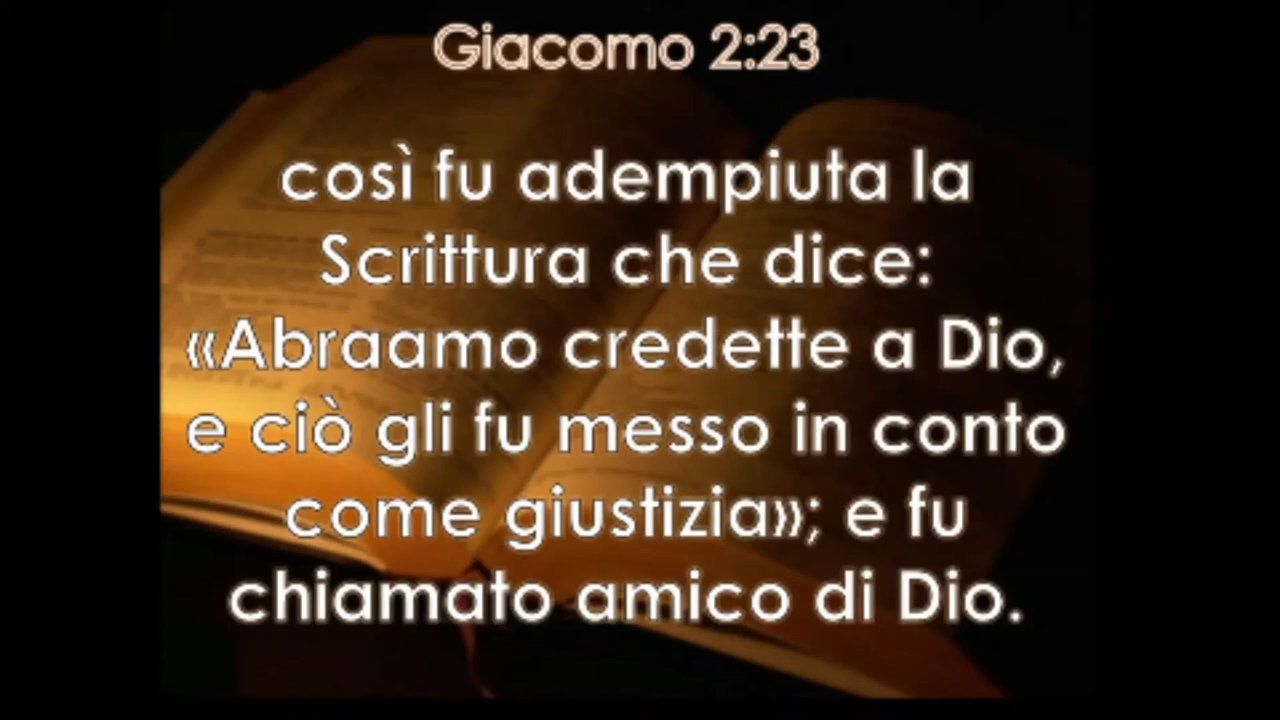 Giacomo 2:23
così fu adempiuta la
Scrittura che dice:
«Abraamo credette a Dio,
e ciò gli fu messo in conto
come giustizia»; e fu
chiamato amico di Dio.